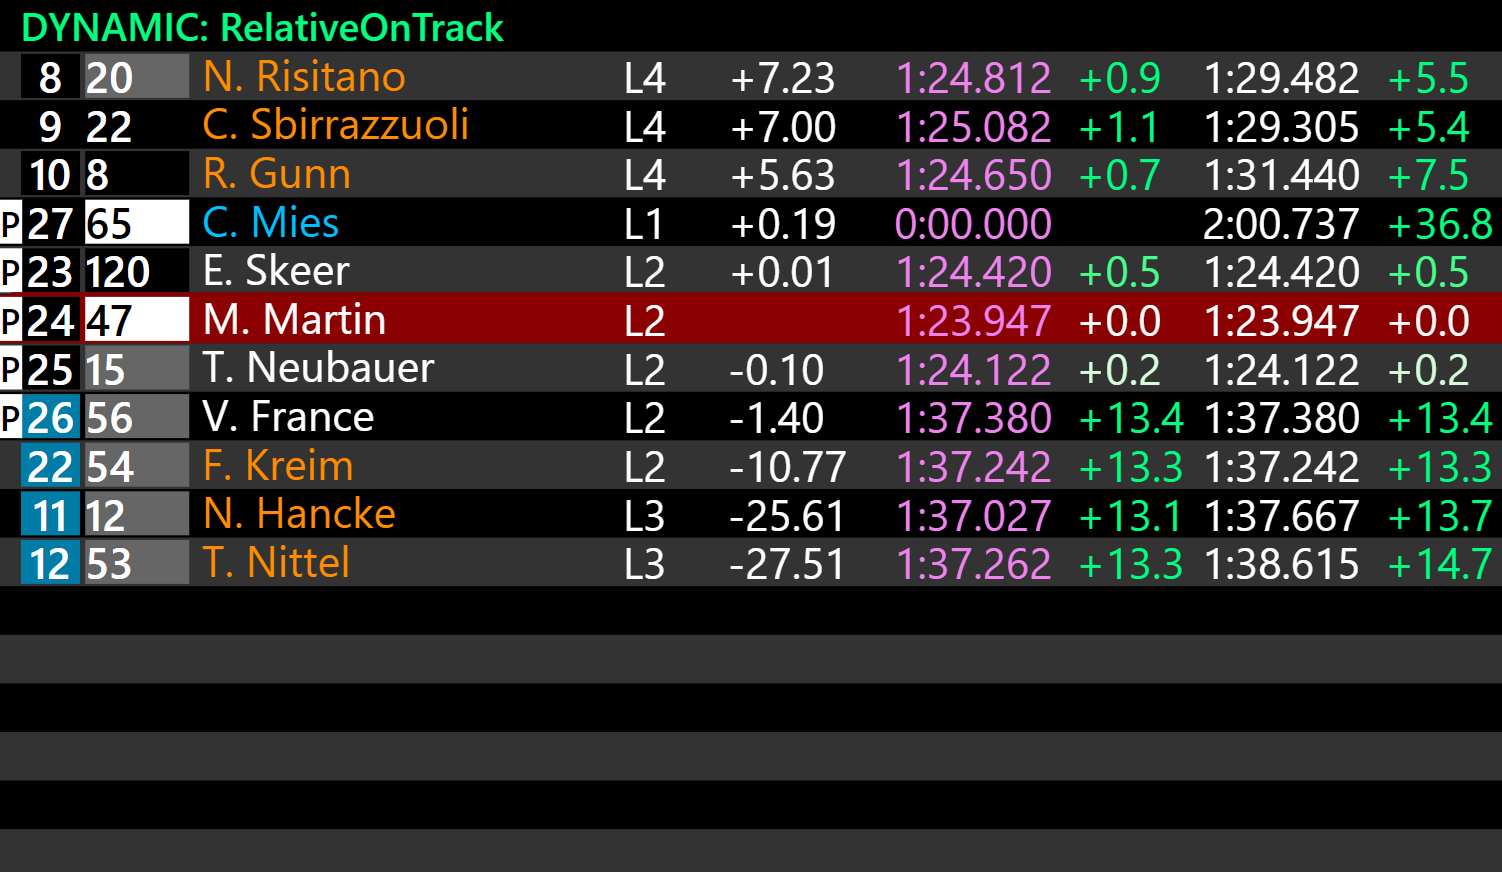 DYNAMIC: RelativeOnTrack
8 20 N. Risitano L4 +7.23 1:24.812 +0.9 1:29.482 +5.5
9 22 C. Sbirrazzuoli L4 +7.00 1:25.082 +1.1 1:29.305 +5.4
10 8 R. Gunn L4 +5.63 1:24.650 +0.7 1:31.440 +7.5
P 27 65 C. Mies L1 +0.19 0:00.000 2:00.737 +36.8
P 23 120 E. Skeer L2 +0.01 1:24.420 +0.5 1:24.420 +0.5
P 24 47 M. Martin L2 1:23.947 +0.0 1:23.947 +0.0
P 25 15 T. Neubauer L2 -0.10 1:24.122 +0.2 1:24.122 +0.2
P 26 56 V. France L2 -1.40 1:37.380 +13.4 1:37.380 +13.4
22 54 F. Kreim L2 -10.77 1:37.242 +13.3 1:37.242 +13.3
11 12 N. Hancke L3 -25.61 1:37.027 +13.1 1:37.667 +13.7
12 53 T. Nittel L3 -27.51 1:37.262 +13.3 1:38.615 +14.7